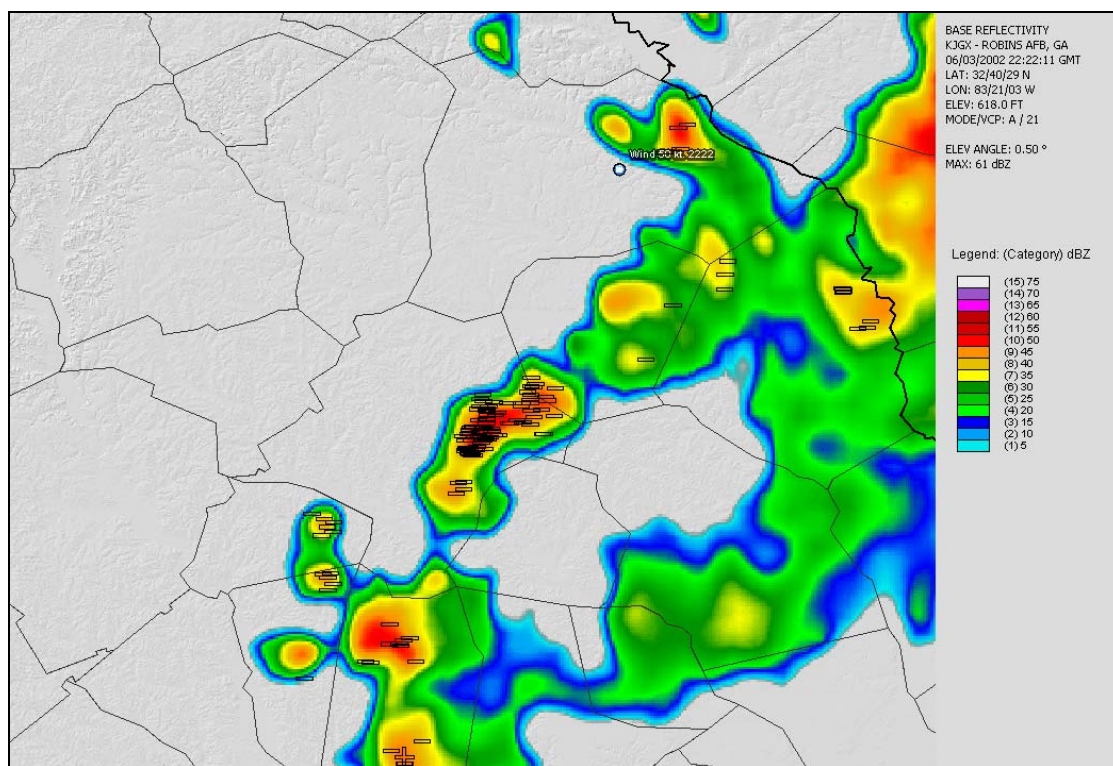 BASE REFLECTIVITY
KJGX - ROBINS AFB, GA
06/03/2002 22:22:11 GMT
LAT: 32/40/29 N
LON: 83/21/03 W
ELEV: 618.0 FT
MODE/VCP: A / 21
ELEV ANGLE: 0.50 °
MAX: 61 dBZ
Legend: (Category) dBZ
(15) 75
(14) 70
(13) 65
(12) 60
(11) 55
(10) 50
(9) 45
(8) 40
(7) 35
(6) 30
(5) 25
(4) 20
(3) 15
(2) 10
(1) 5
Wind 50 kt. 2222